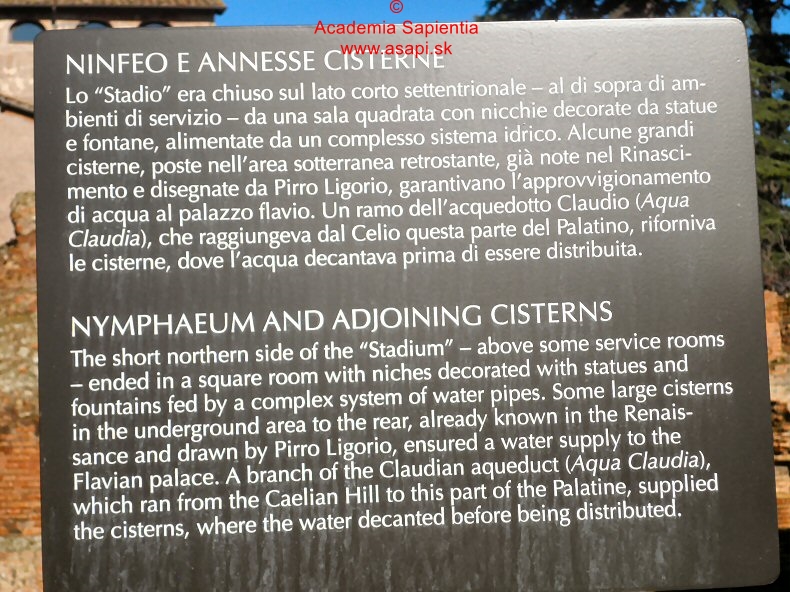 ©
Academia Sapientia
www.asapi.sk
NINFEO E ANNESSE CISTERNE
Lo “Stadio” era chiuso sul lato corto settentrionale – al di sopra di am-
bienti di servizio – da una sala quadrata con nicchie decorate da statue
e fontane, alimentate da un complesso sistema idrico. Alcune grandi
cisterne, poste nell’area sotterranea retrostante, già note nel Rinasci-
mento e disegnate da Pirro Ligorio, garantivano l’approvvigionamento
di acqua al palazzo flavio. Un ramo dell’acquedotto Claudio (Aqua
Claudia), che raggiungeva dal Celio questa parte del Palatino, riforniva
le cisterne, dove l’acqua decantava prima di essere distribuita.
NYMPHAEUM AND ADJOINING CISTERNS
The short northern side of the “Stadium” – above some service rooms
– ended in a square room with niches decorated with statues and
fountains fed by a complex system of water pipes. Some large cisterns
in the underground area to the rear, already known in the Renais-
sance and drawn by Pirro Ligorio, ensured a water supply to the
Flavian palace. A branch of the Claudian aqueduct (Aqua Claudia),
which ran from the Caelian Hill to this part of the Palatine, supplied
the cisterns, where the water decanted before being distributed.